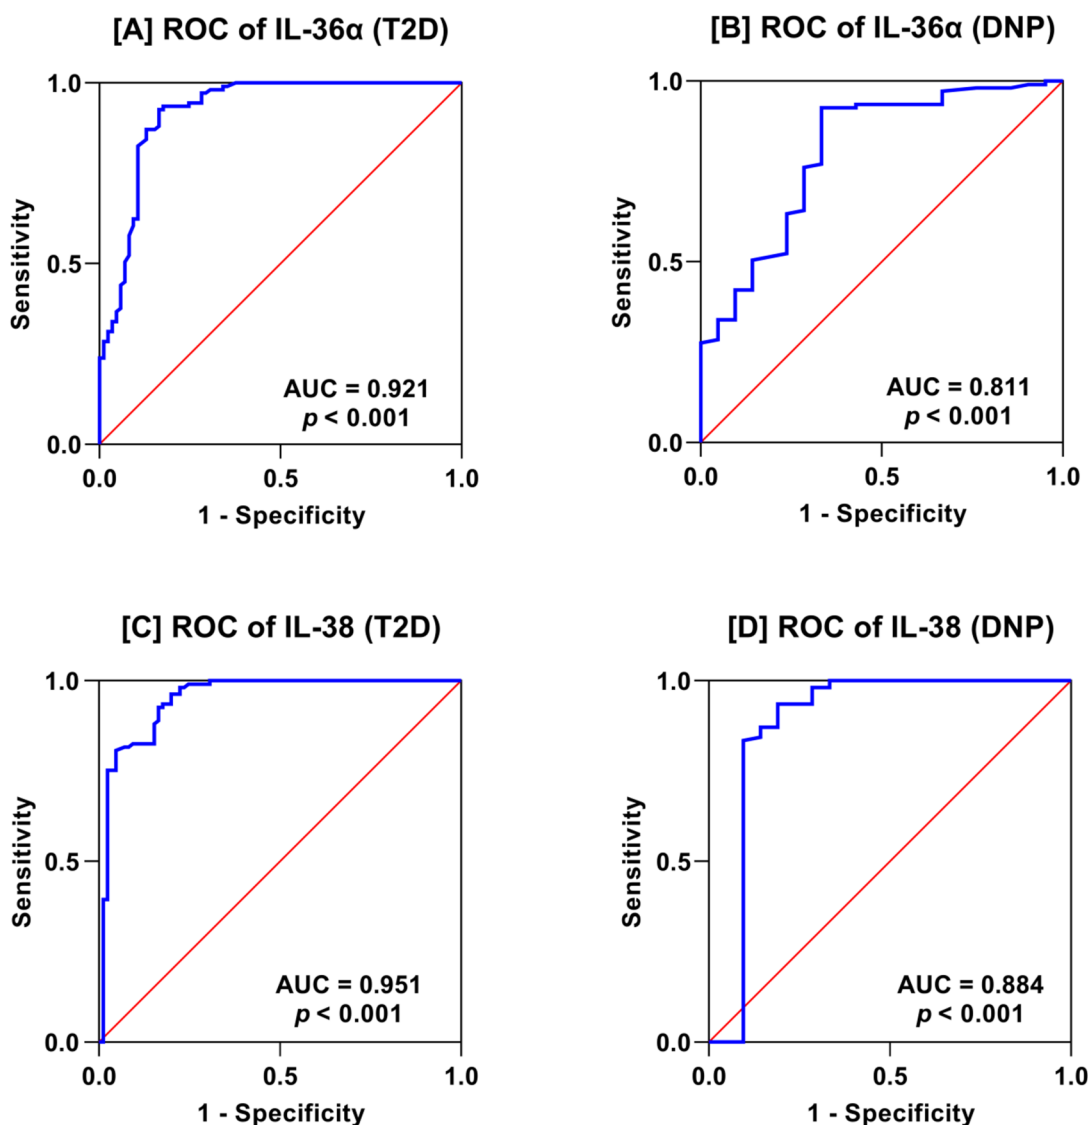 [A] ROC of IL-36α (T2D)
1.0
0.5
0.0
Sensitivity
AUC = 0.921
p < 0.001
0.0 0.5 1.0
1 - Specificity
[B] ROC of IL-36α (DNP)
1.0
0.5
0.0
Sensitivity
AUC = 0.811
p < 0.001
0.0 0.5 1.0
1 - Specificity
[C] ROC of IL-38 (T2D)
1.0
0.5
0.0
Sensitivity
AUC = 0.951
p < 0.001
0.0 0.5 1.0
1 - Specificity
[D] ROC of IL-38 (DNP)
1.0
0.5
0.0
Sensitivity
AUC = 0.884
p < 0.001
0.0 0.5 1.0
1 - Specificity